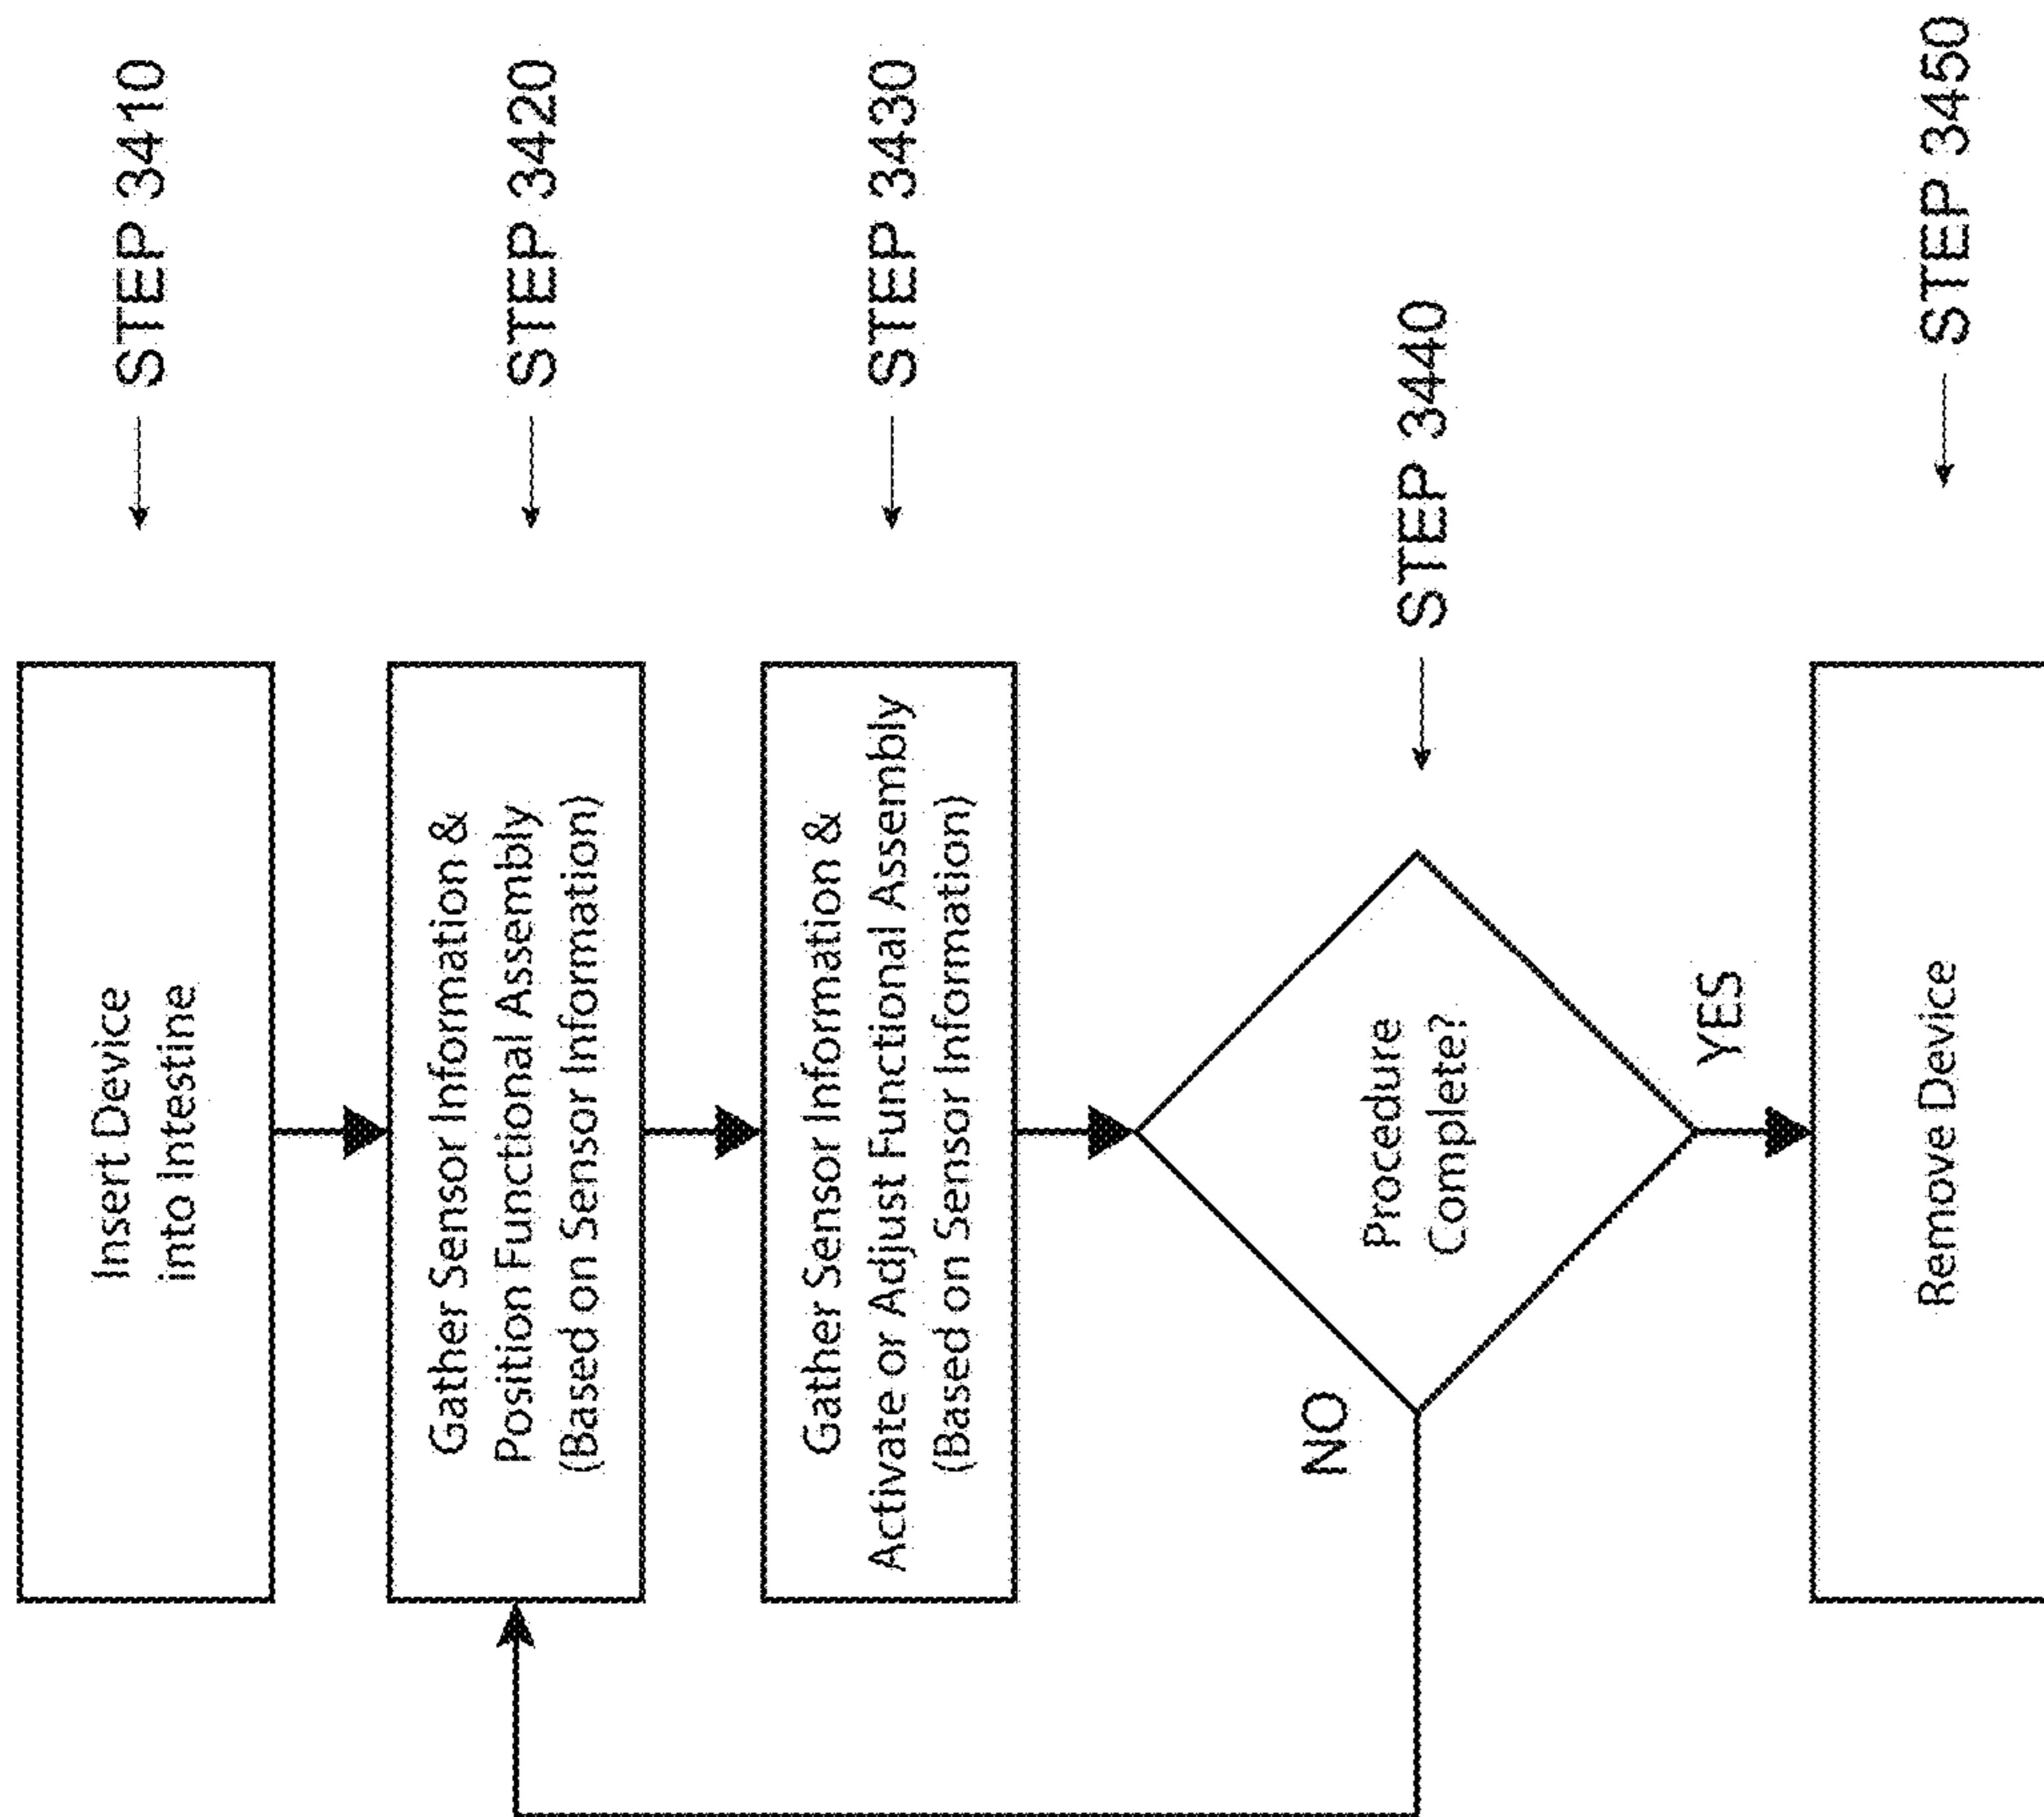 Insert Device
into Intestine
STEP 3410
Gather Sensor Information &
Position Functional Assembly
(Based on Sensor Information)
STEP 3420
Gather Sensor Information &
Activate or Adjust Functional Assembly
(Based on Sensor Information)
STEP 3430
NO
Procedure
Complete?
STEP 3440
YES
Remove Device
STEP 3450